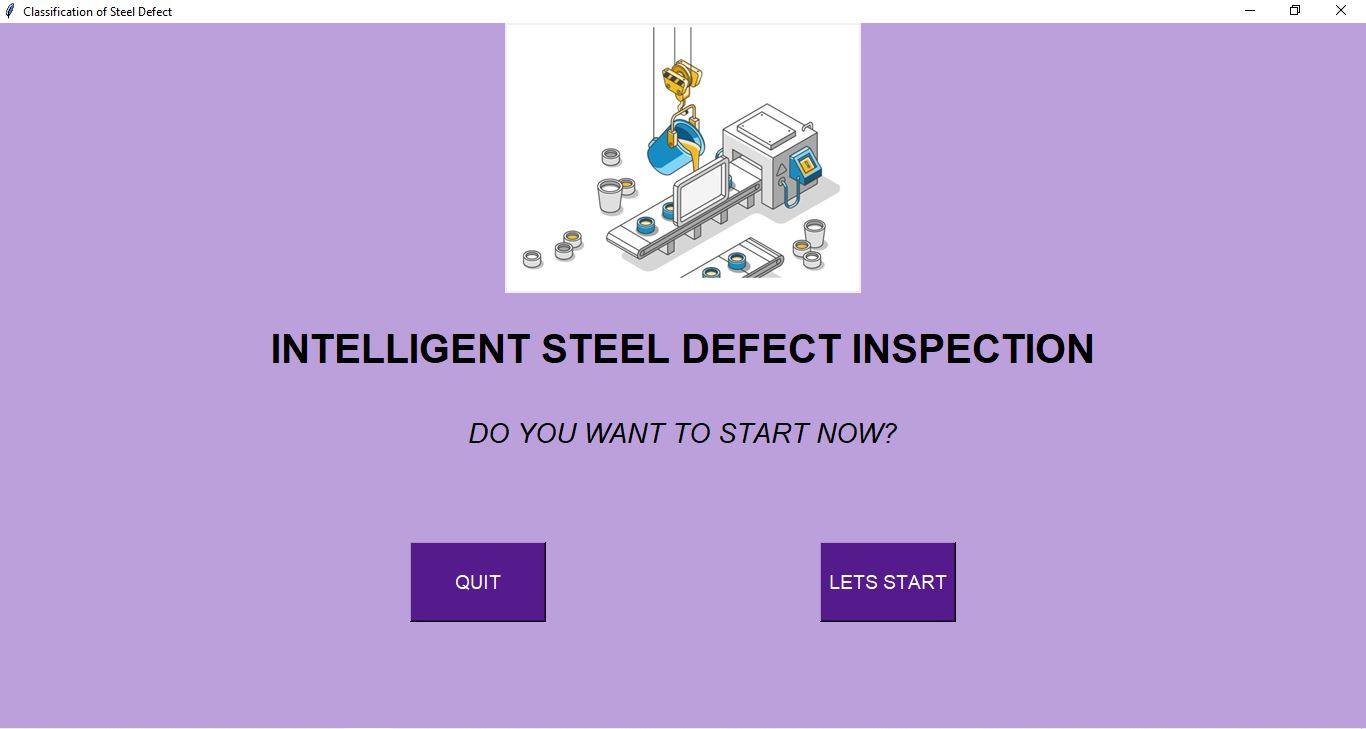 Classification of Steel Defect
INTELLIGENT STEEL DEFECT INSPECTION
DO YOU WANT TO START NOW?
QUIT
LETS START